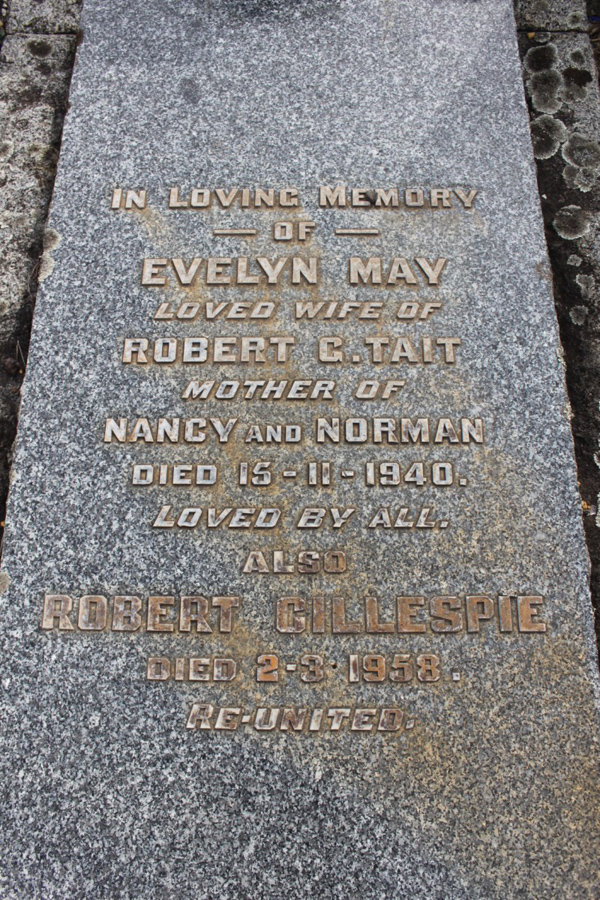 IN LOVING MEMORY
— OF —
EVELYN MAY
LOVED WIFE OF
ROBERT G. TAIT
MOTHER OF
NANCY AND NORMAN
DIED 15-11-1940.
LOVED BY ALL.
ALSO
ROBERT GILLESPIE
DIED 2-3-1958.
RE-UNITED.